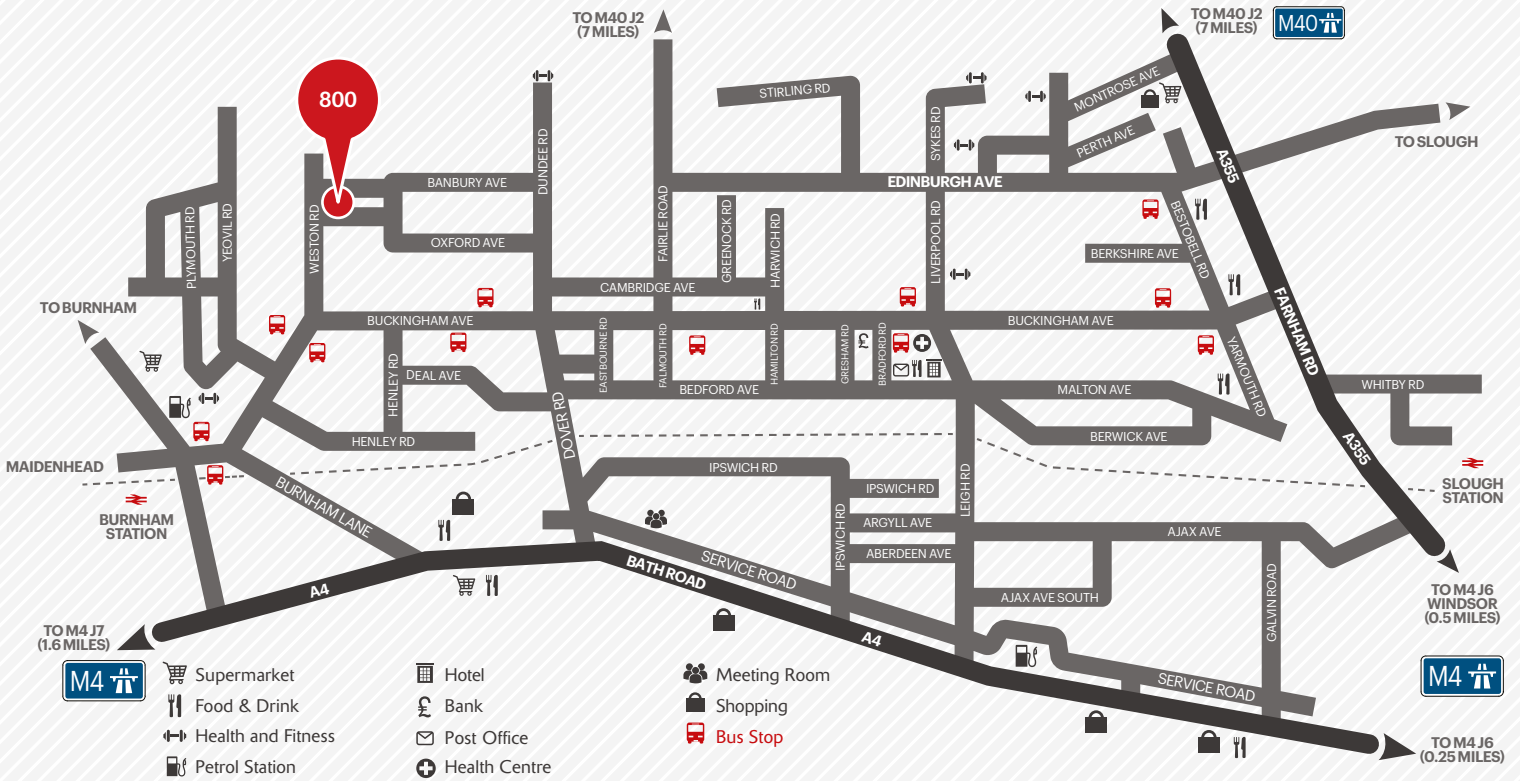 TO M40 J2
(7 MILES)
TO M40 J2
(7 MILES)
M40
800
STIRLING RD
MONTROSE AVE
PERTH AVE
SYKES RD
DUNDEE RD
A355
TO SLOUGH
BANBURY AVE
EDINBURGH AVE
PLYMOUTH RD
YEOVIL RD
WESTON RD
OXFORD AVE
FAIRLIE ROAD
GREENOCK RD
HARWICH RD
LIVERPOOL RD
BESTOBELL RD
BERKSHIRE AVE
CAMBRIDGE AVE
TO BURNHAM
BUCKINGHAM AVE
BUCKINGHAM AVE
FARNHAM RD
EASTBOURNE RD
FALMOUTH RD
HAMILTON RD
GRESHAM RD
BRADFORD RD
YARMOUTH RD
HENLEY RD
DEAL AVE
BEDFORD AVE
MALTON AVE
WHITBY RD
DOVER RD
HENLEY RD
BERWICK AVE
A355
MAIDENHEAD
BURNHAM
STATION
BURNHAM LANE
IPSWICH RD
IPSWICH RD
IPSWICH RD
LEIGH RD
SLOUGH
STATION
ARGYLL AVE
AJAX AVE
ABERDEEN AVE
BATH ROAD
SERVICE ROAD
A4
AJAX AVE SOUTH
GALVIN ROAD
TO M4 J6
WINDSOR
(0.5 MILES)
TO M4 J7
(1.6 MILES)
M4
A4
SERVICE ROAD
M4
TO M4 J6
(0.25 MILES)
Supermarket
Food & Drink
Health and Fitness
Petrol Station
Hotel
£ Bank
Post Office
Health Centre
Meeting Room
Shopping
Bus Stop